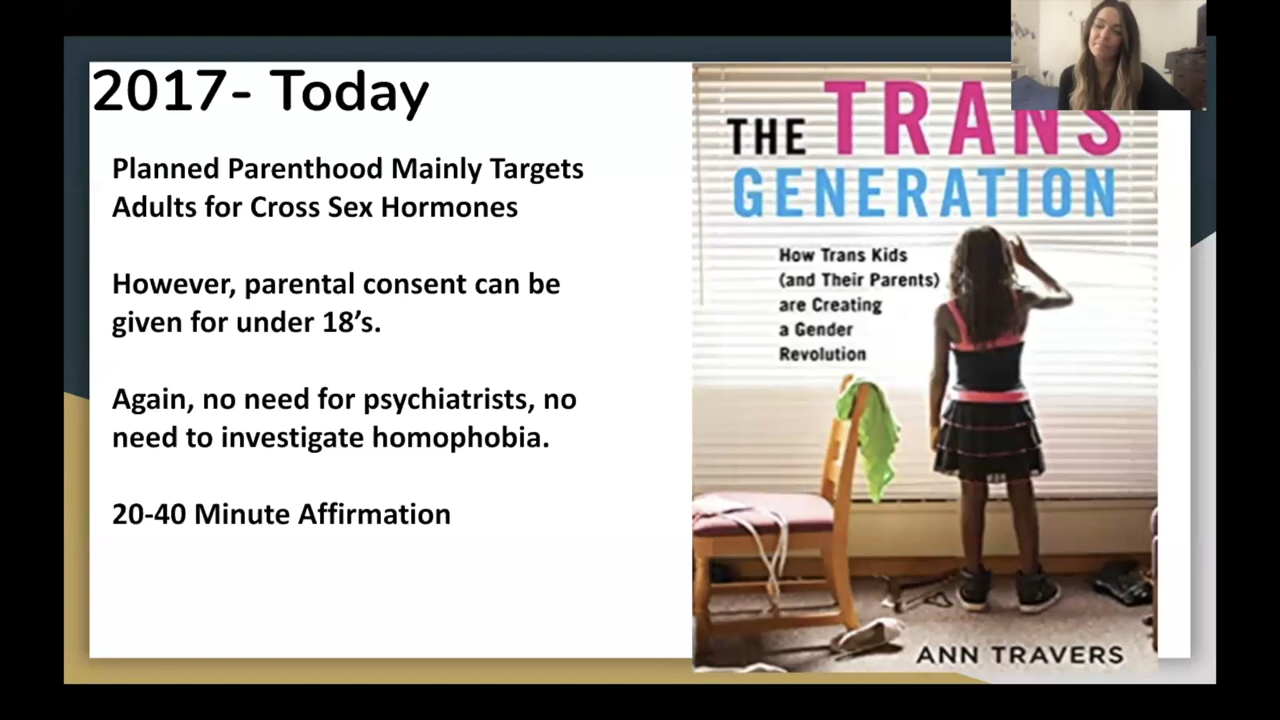 2017- Today
Planned Parenthood Mainly Targets
Adults for Cross Sex Hormones
However, parental consent can be
given for under 18’s.
Again, no need for psychiatrists, no
need to investigate homophobia.
20-40 Minute Affirmation
THE TRANS
GENERATION
How Trans Kids
(and Their Parents)
are Creating
a Gender
Revolution
ANN TRAVERS